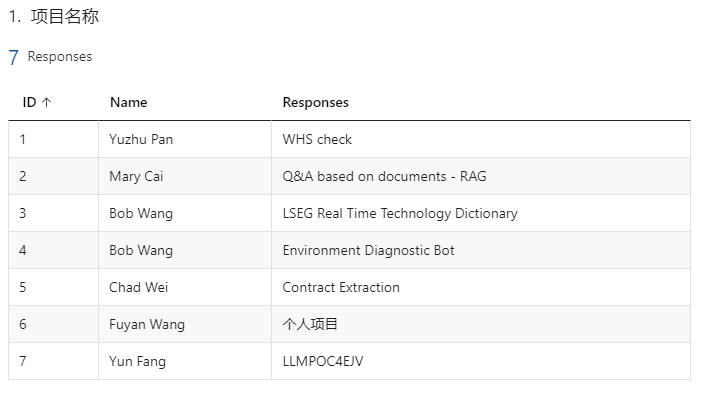 1. 项目名称
7 Responses
ID ↑ Name Responses
1 Yuzhu Pan WHS check
2 Mary Cai Q&A based on documents - RAG
3 Bob Wang LSEG Real Time Technology Dictionary
4 Bob Wang Environment Diagnostic Bot
5 Chad Wei Contract Extraction
6 Fuyan Wang 个人项目
7 Yun Fang LLMPOC4EJV